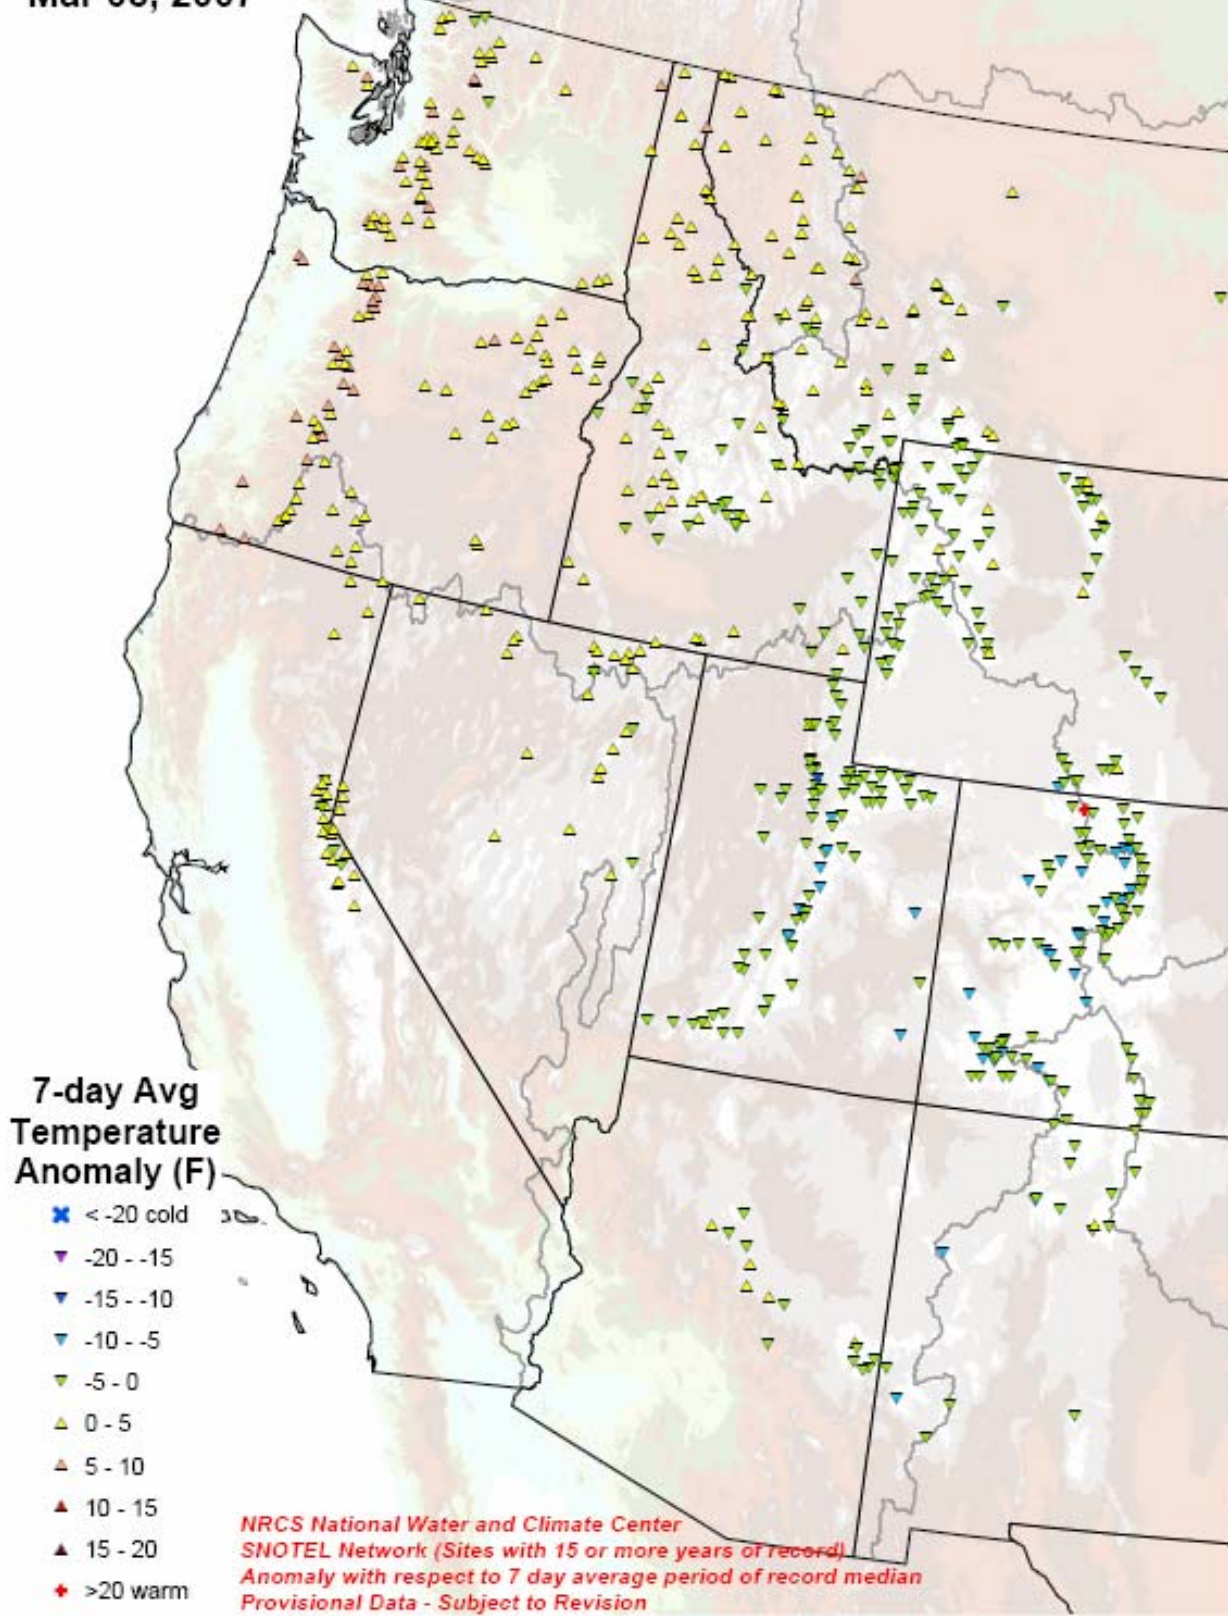 7-day Avg
Temperature
Anomaly (F)
< -20 cold
-20 - -15
-15 - -10
-10 - -5
-5 - 0
0 - 5
5 - 10
10 - 15
15 - 20
>20 warm
NRCS National Water and Climate Center
SNOTEL Network (Sites with 15 or more years of record)
Anomaly with respect to 7 day average period of record median
Provisional Data - Subject to Revision